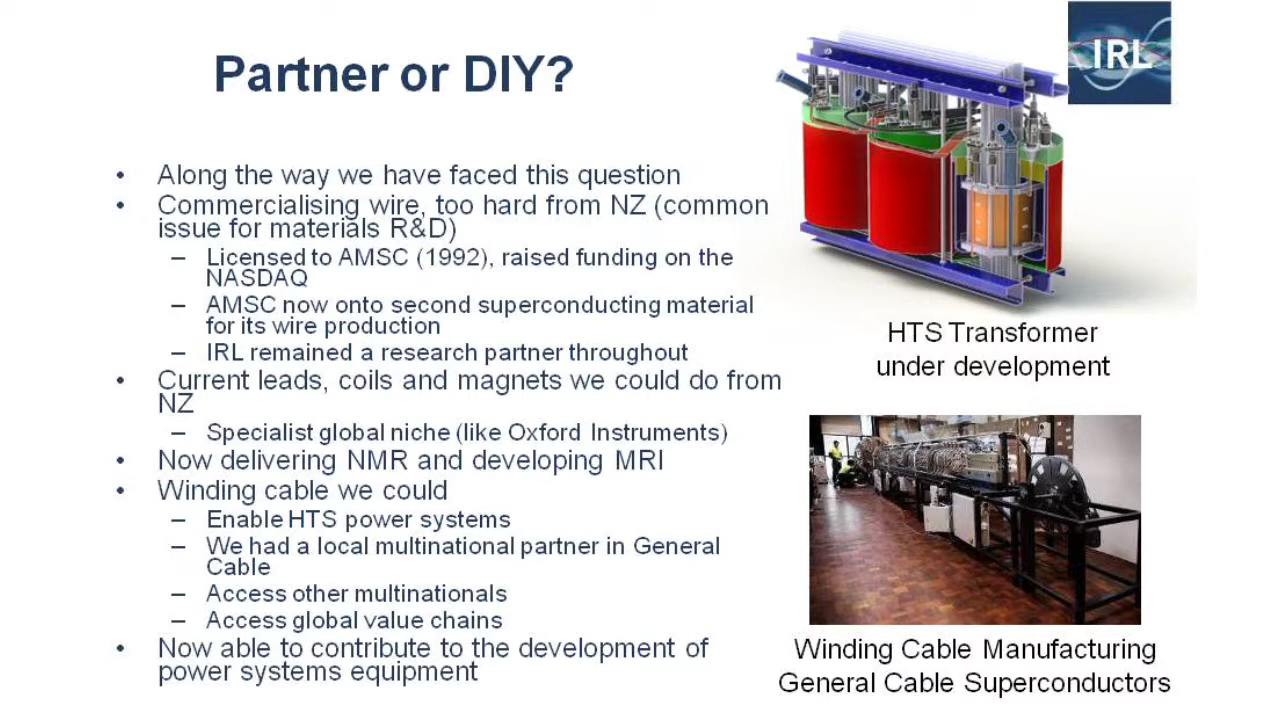 IRL
Partner or DIY?
• Along the way we have faced this question
• Commercialising wire, too hard from NZ (common
issue for materials R&D)
– Licensed to AMSC (1992), raised funding on the
NASDAQ
– AMSC now onto second superconducting material
for its wire production
– IRL remained a research partner throughout
• Current leads, coils and magnets we could do from
NZ
– Specialist global niche (like Oxford Instruments)
• Now delivering NMR and developing MRI
• Winding cable we could
– Enable HTS power systems
– We had a local multinational partner in General
Cable
– Access other multinationals
– Access global value chains
• Now able to contribute to the development of
power systems equipment
HTS Transformer
under development
Winding Cable Manufacturing
General Cable Superconductors